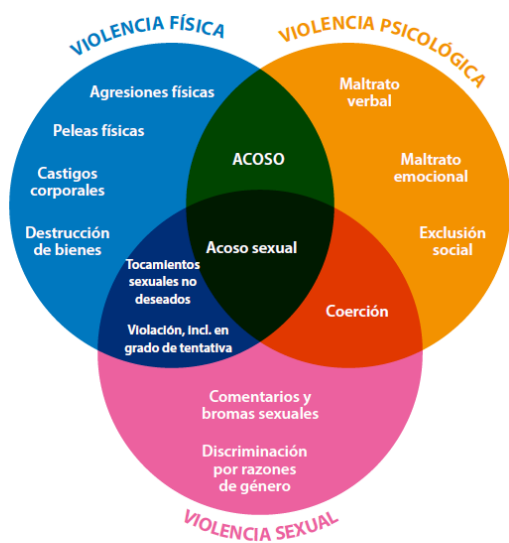 VIOLENCIA FÍSICA
VIOLENCIA PSICOLÓGICA
Agresiones físicas
Peleas físicas
Castigos
corporales
Destrucción
de bienes
ACOSO
Maltrato
verbal
Maltrato
emocional
Exclusión
social
Acoso sexual
Tocamientos
sexuales no
deseados
Violación, incl. en
grado de tentativa
Coerción
Comentarios y
bromas sexuales
Discriminación
por razones
de género
VIOLENCIA SEXUAL